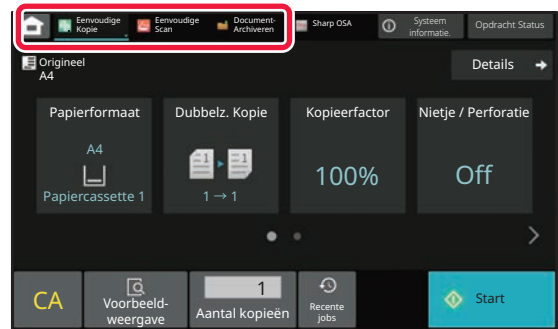 Eenvoudige
Kopie
Eenvoudige
Scan
Document-
Archiveren
Sharp OSA
Systeem
informatie.
Opdracht Status
Origineel
A4
Details
Papierformaat
A4
Papiercassette 1
Dubbelz. Kopie
1 → 1
Kopieerfactor
100%
Nietje / Perforatie
Off
CA
Voorbeeld-
weergave
1
Aantal kopieën
Recente
jobs
Start